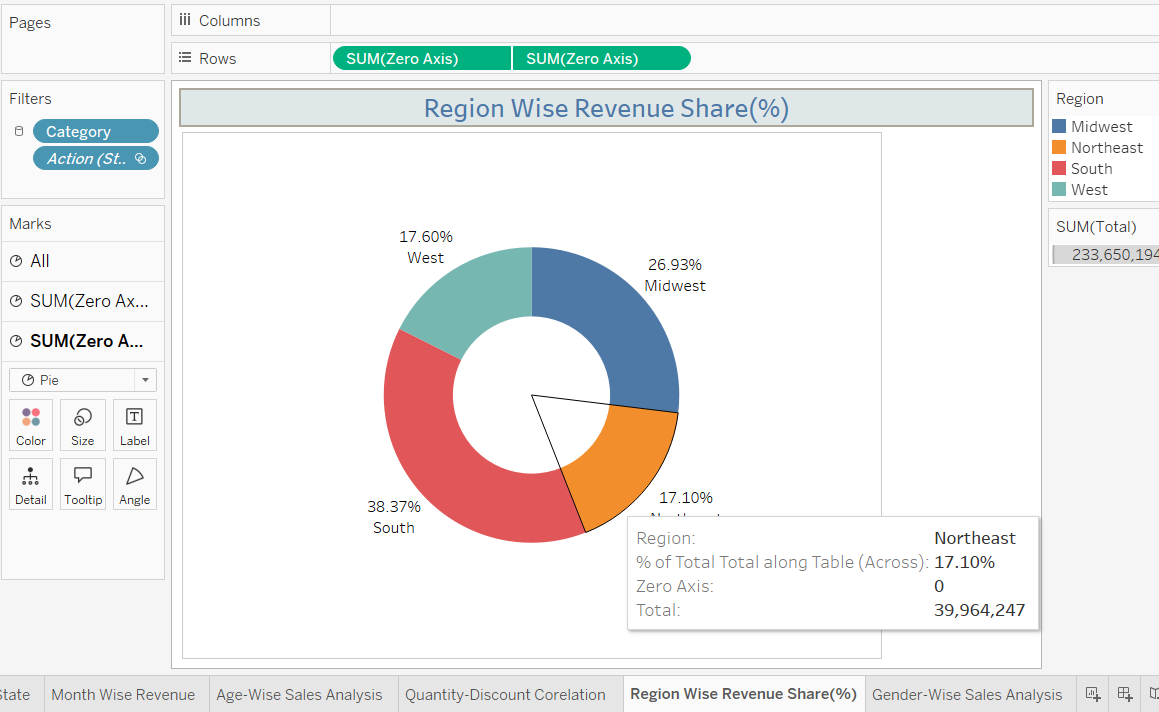 Pages
Columns
Rows
SUM(Zero Axis)
SUM(Zero Axis)
Filters
Category
Action (St..
Marks
All
SUM(Zero Ax...
SUM(Zero A...
Pie
Color
Size
Label
Detail
Tooltip
Angle
Region Wise Revenue Share(%)
17.60%
West
26.93%
Midwest
38.37%
South
17.10%
Region: Northeast
% of Total Total along Table (Across): 17.10%
Zero Axis: 0
Total: 39,964,247
Region
Midwest
Northeast
South
West
SUM(Total)
233,650,194
State
Month Wise Revenue
Age-Wise Sales Analysis
Quantity-Discount Corelation
Region Wise Revenue Share(%)
Gender-Wise Sales Analysis